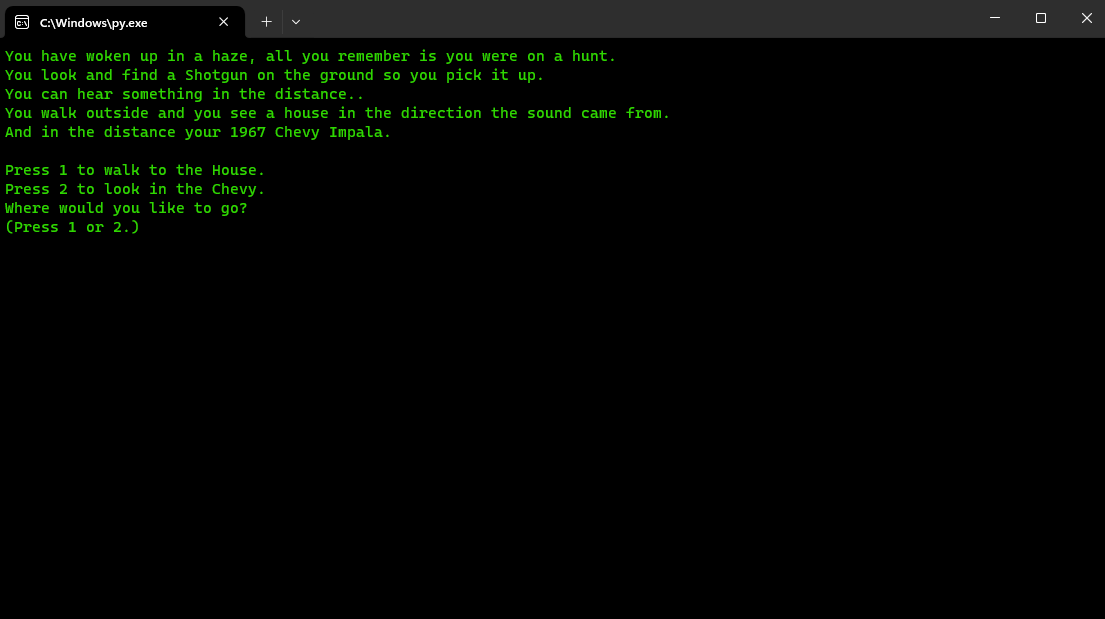 C:\Windows\py.exe
You have woken up in a haze, all you remember is you were on a hunt.
You look and find a Shotgun on the ground so you pick it up.
You can hear something in the distance..
You walk outside and you see a house in the direction the sound came from.
And in the distance your 1967 Chevy Impala.
Press 1 to walk to the House.
Press 2 to look in the Chevy.
Where would you like to go?
(Press 1 or 2.)